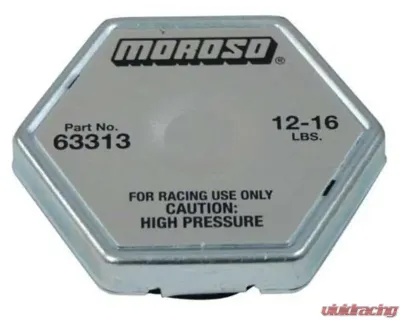 MOROSO®
Part No. 12-16
63313 LBS.
FOR RACING USE ONLY
CAUTION:
HIGH PRESSURE
vividracing